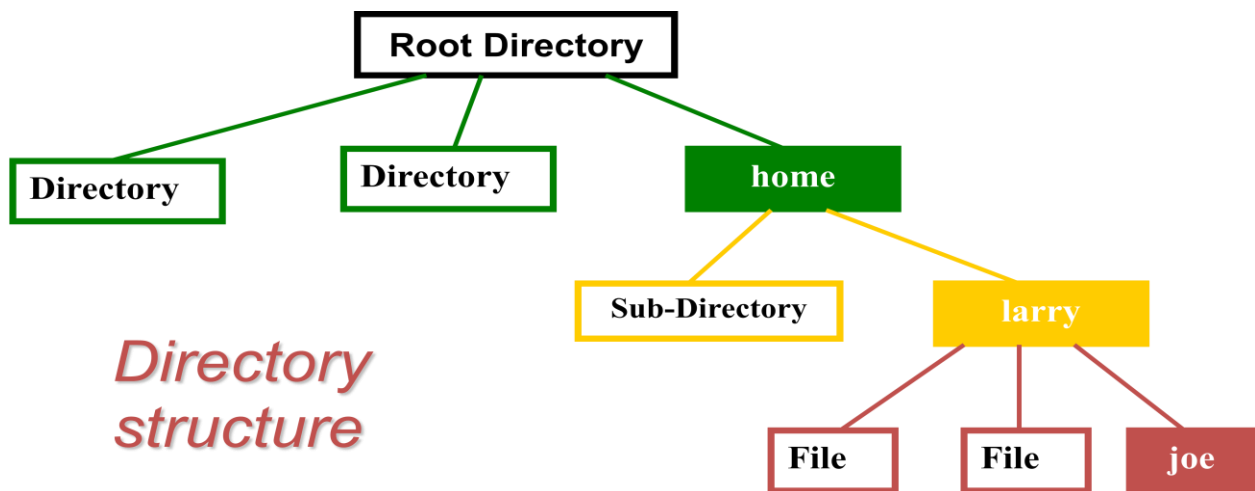 Root Directory
Directory
Directory
home
Sub-Directory
larry
Directory
structure
File
File
joe